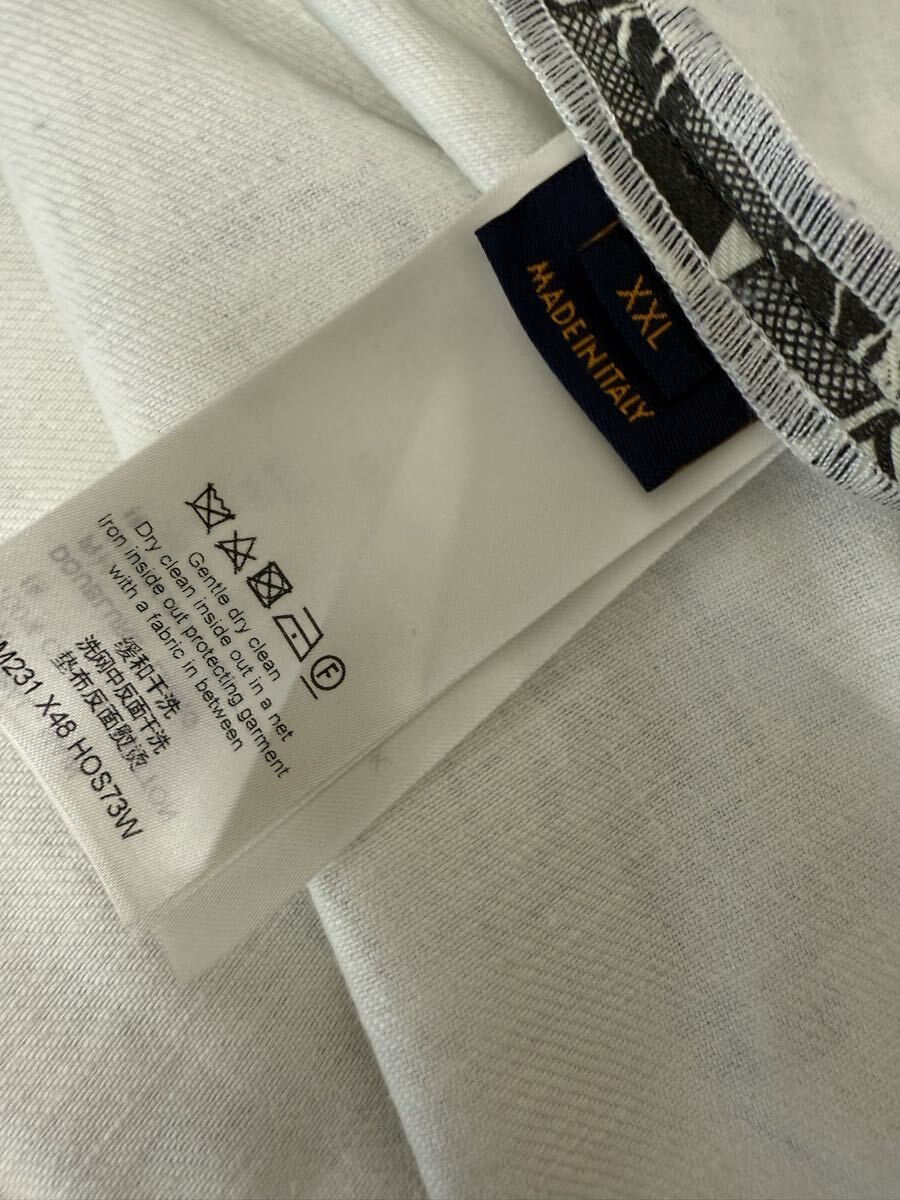 XXL
MADE IN ITALY
F
Gentle dry clean
Dry clean inside out in a net
Iron inside out protecting garment
with a fabric in between
缓和干洗
洗网中反面干洗
垫布反面熨烫
M231 X48 HOS73W